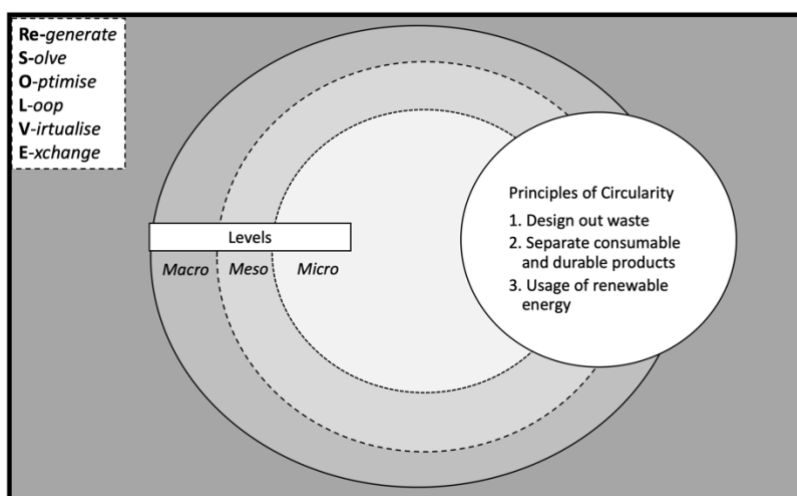 Re-generate
S-olve
O-ptimise
L-oop
V-irtualise
E-xchange
Levels
Macro Meso Micro
Principles of Circularity
1. Design out waste
2. Separate consumable
and durable products
3. Usage of renewable
energy